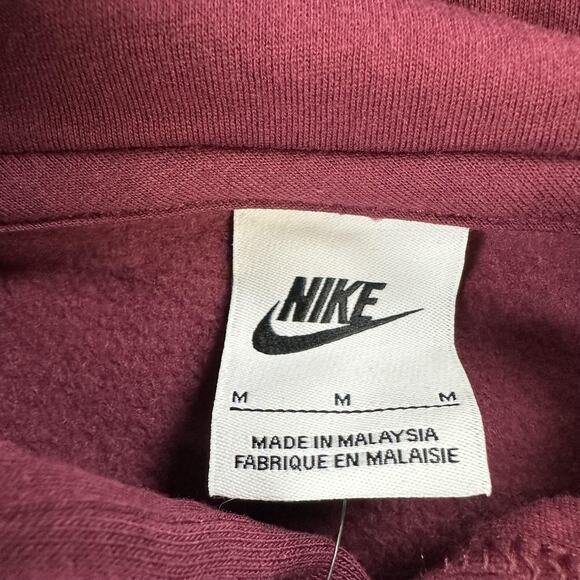 NIKE
M M M
MADE IN MALAYSIA
FABRIQUE EN MALAISIE